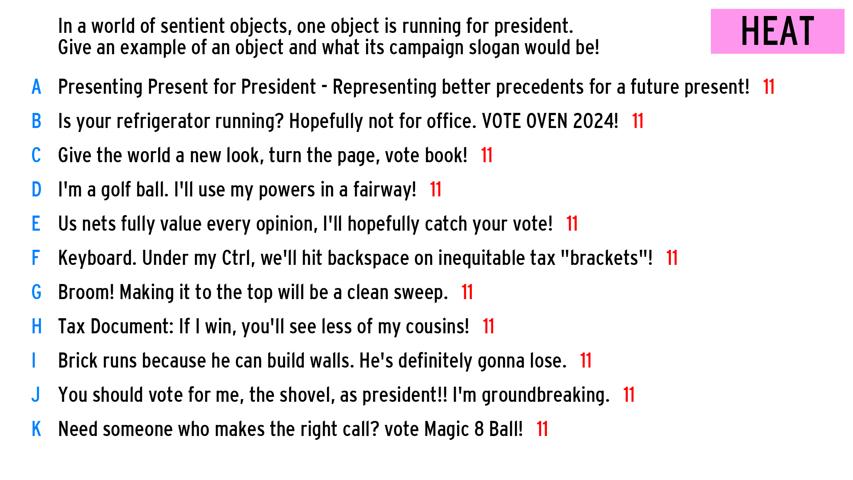 In a world of sentient objects, one object is running for president.
Give an example of an object and what its campaign slogan would be!
HEAT
A Presenting Present for President - Representing better precedents for a future present! 11
B Is your refrigerator running? Hopefully not for office. VOTE OVEN 2024! 11
C Give the world a new look, turn the page, vote book! 11
D I'm a golf ball. I'll use my powers in a fairway! 11
E Us nets fully value every opinion, I'll hopefully catch your vote! 11
F Keyboard. Under my Ctrl, we'll hit backspace on inequitable tax "brackets"! 11
G Broom! Making it to the top will be a clean sweep. 11
H Tax Document: If I win, you'll see less of my cousins! 11
I Brick runs because he can build walls. He's definitely gonna lose. 11
J You should vote for me, the shovel, as president!! I'm groundbreaking. 11
K Need someone who makes the right call? vote Magic 8 Ball! 11